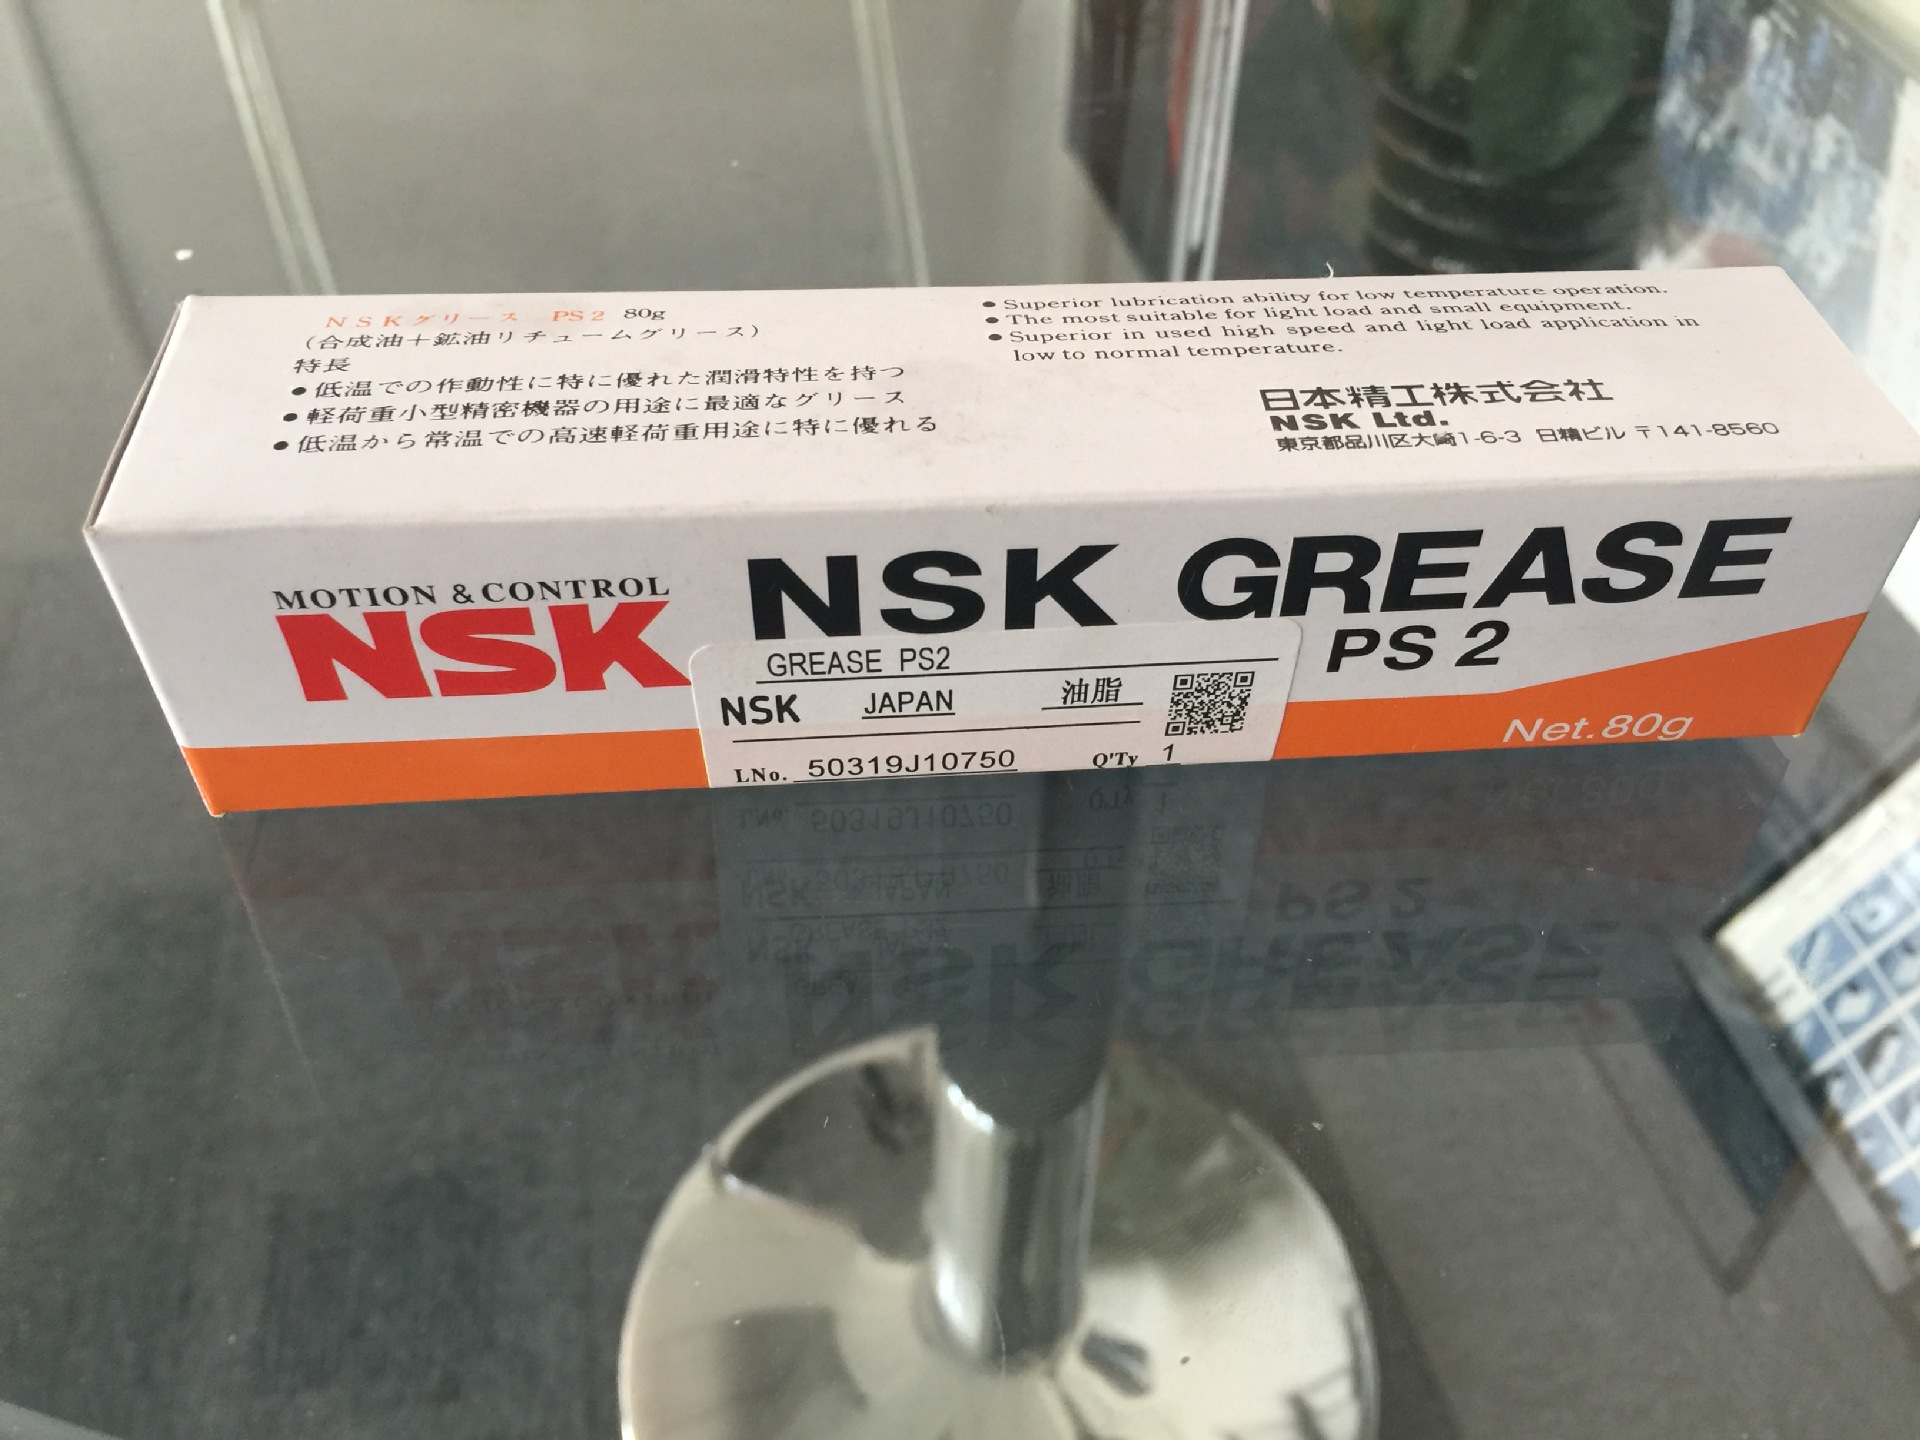 NSKグリース PS2 80g
(合成油＋鉱油リチュームグリース)
特長
●低温での作動性に特に優れた潤滑特性を持つ
●軽荷重小型精密機器の用途に最適なグリース
●低温から常温での高速軽荷重用途に特に優れる
●Superior lubrication ability for low temperature operation.
●The most suitable for light load and small equipment.
●Superior in used high speed and light load application in
low to normal temperature.
日本精工株式会社
NSK Ltd.
東京都品川区大崎1-6-3 日精ビル 〒141-8560
MOTION & CONTROL
NSK
NSK GREASE
PS 2
GREASE PS2
NSK JAPAN 油脂
LNo. 50319J10750 Q'Ty 1
Net.80g